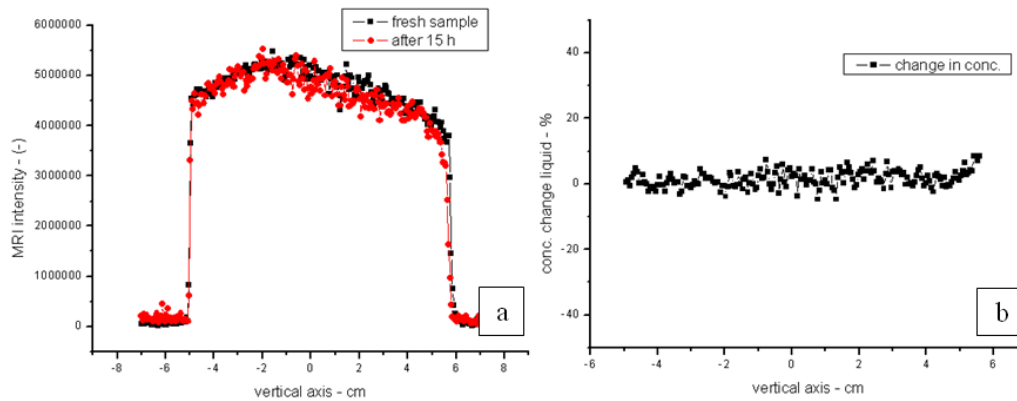 fresh sample
after 15 h
6000000
5000000
4000000
3000000
2000000
1000000
0
MRI intensity - (-)
-8 -6 -4 -2 0 2 4 6 8
vertical axis - cm
a
change in conc.
40
20
0
-20
-40
conc. change liquid - %
-6 -4 -2 0 2 4 6
vertical axis - cm
b